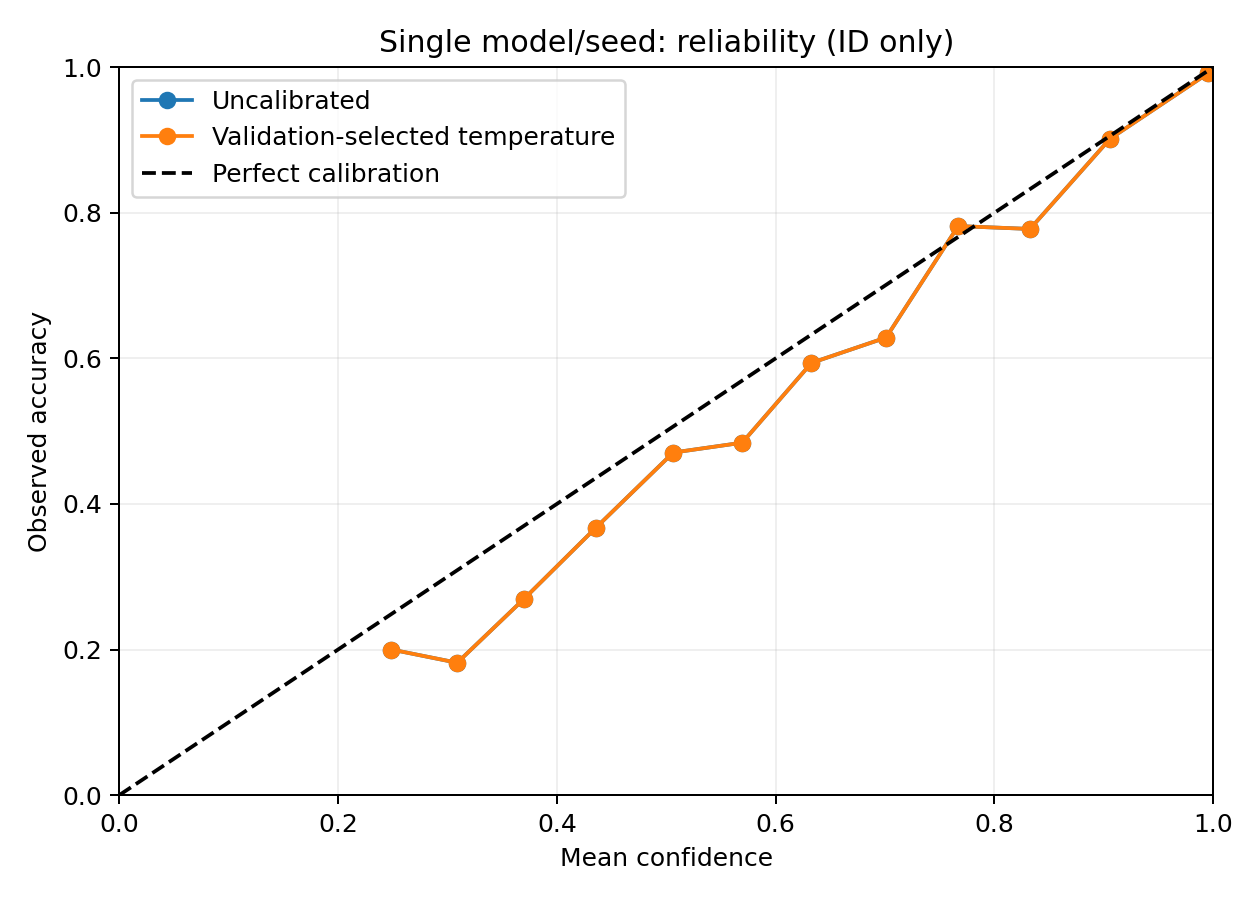 Single model/seed: reliability (ID only)
Uncalibrated
Validation-selected temperature
Perfect calibration
1.0
0.8
0.6
0.4
0.2
0.0
Observed accuracy
0.0 0.2 0.4 0.6 0.8 1.0
Mean confidence